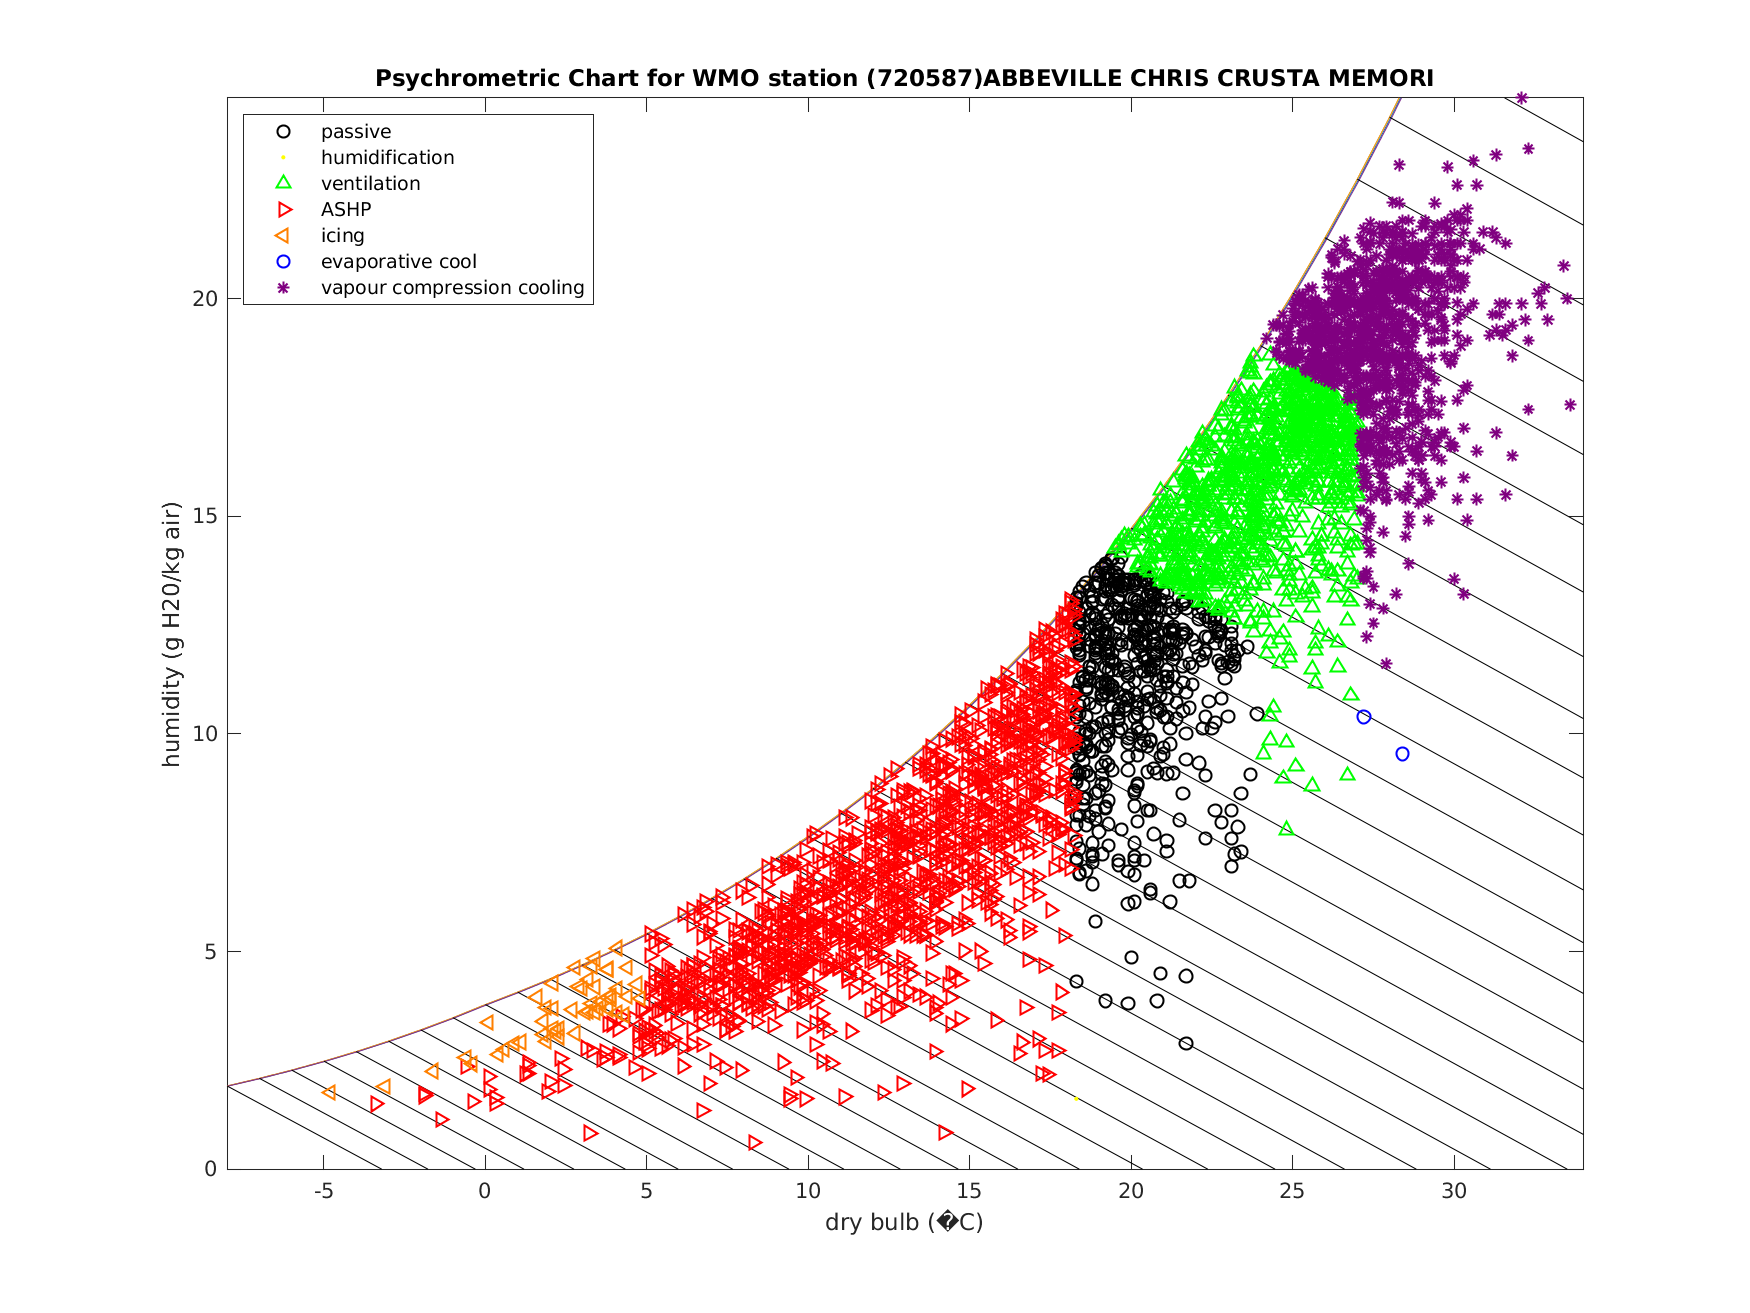 Psychrometric Chart for WMO station (720587)ABBEVILLE CHRIS CRUSTA MEMORI
passive
humidification
ventilation
ASHP
icing
evaporative cool
vapour compression cooling
humidity (g H20/kg air)
20
15
10
5
0
-5 0 5 10 15 20 25 30
dry bulb (�C)